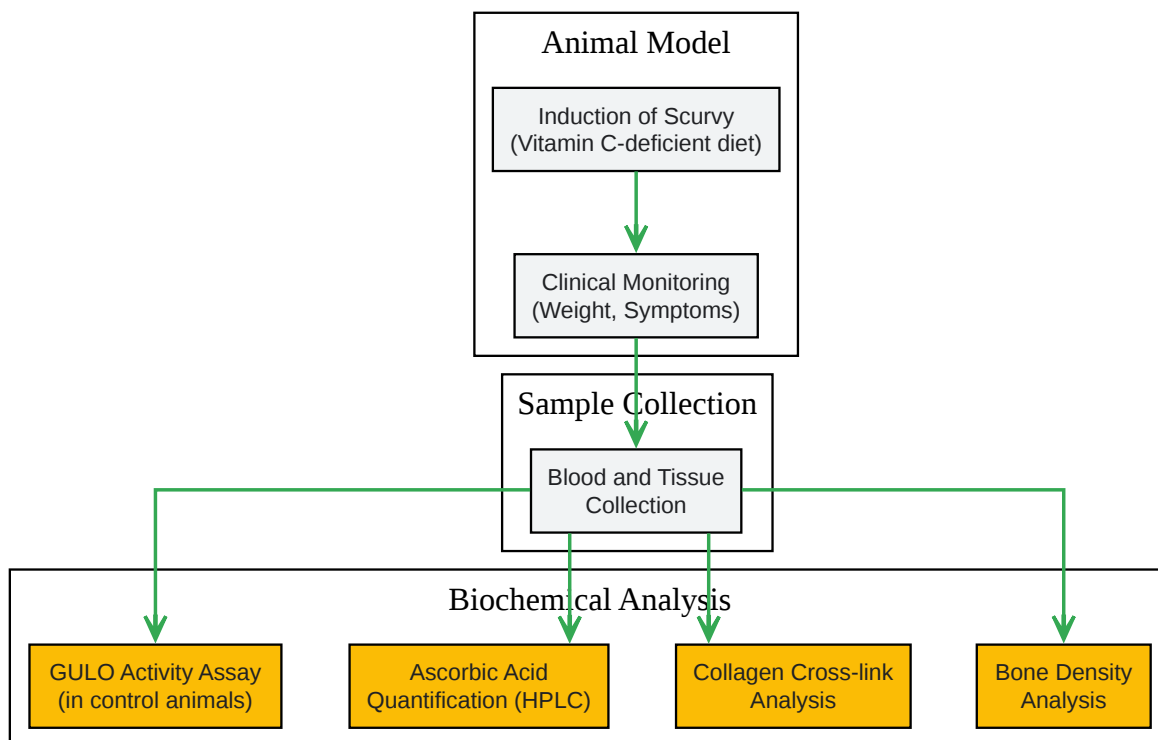 Animal Model
Induction of Scurvy
(Vitamin C-deficient diet)
Clinical Monitoring
(Weight, Symptoms)
Sample Collection
Blood and Tissue
Collection
Biochemical Analysis
GULO Activity Assay
(in control animals)
Ascorbic Acid
Quantification (HPLC)
Collagen Cross-link
Analysis
Bone Density
Analysis